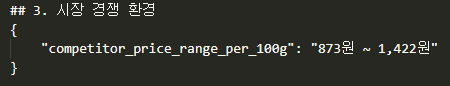 ## 3. 시장 경쟁 환경
{
    "competitor_price_range_per_100g": "873원 ~ 1,422원"
}